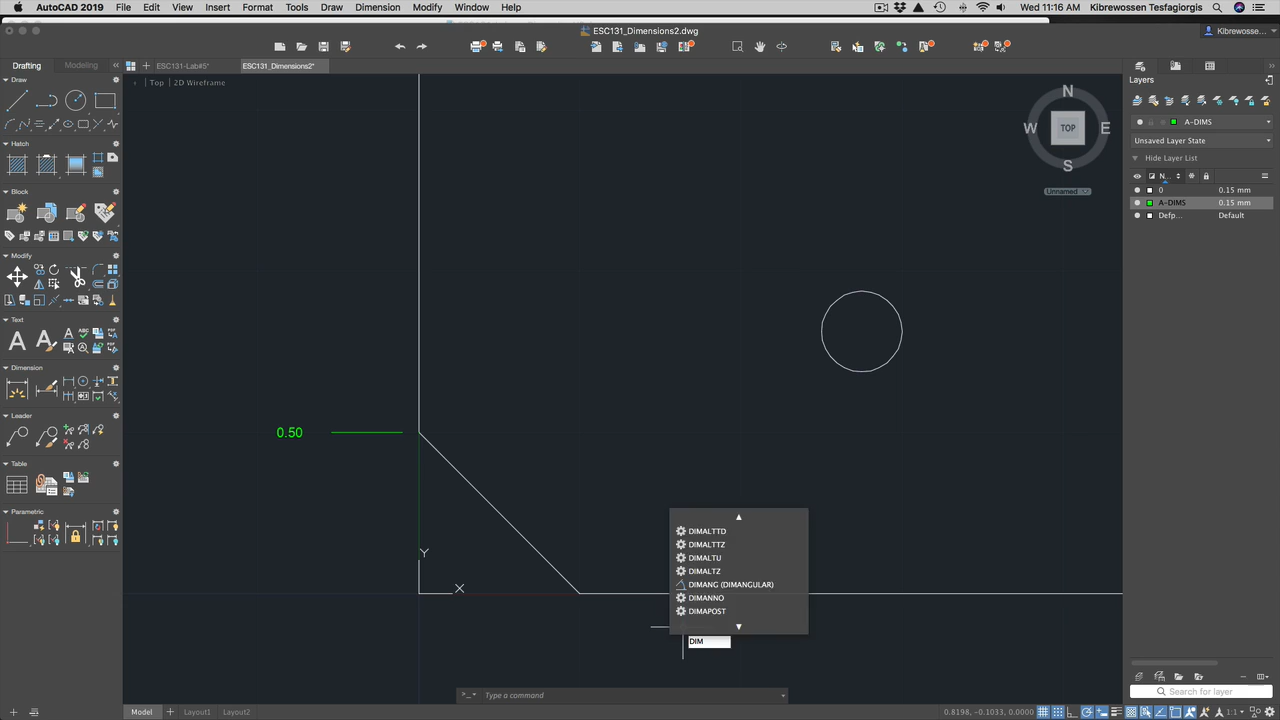 AutoCAD 2019 File Edit View Insert Format Tools Draw Dimension Modify Window Help Wed 11:16 AM Kibrewossen Tesfagiorgis
ESC131_Dimensions2.dwg
Kibrewosse...
Drafting Modeling ESC131-Lab#5* ESC131_Dimensions2*
Draw
Top 2D Wireframe
Layers
N
W TOP E
S
Unnamed
A-DIMS
Unsaved Layer State
Hide Layer List
N...
0 0.15 mm
A-DIMS 0.15 mm
Defp... Default
Hatch
Block
Modify
Text
Dimension
Leader
Table
Parametric
0.50
Y
X
DIMALTTD
DIMALTTZ
DIMALTU
DIMALTZ
DIMANG (DIMANGULAR)
DIMANNO
DIMAPOST
DIM
Type a command
Search for layer
Model Layout1 Layout2
0.8198, -0.1033, 0.0000
1:1